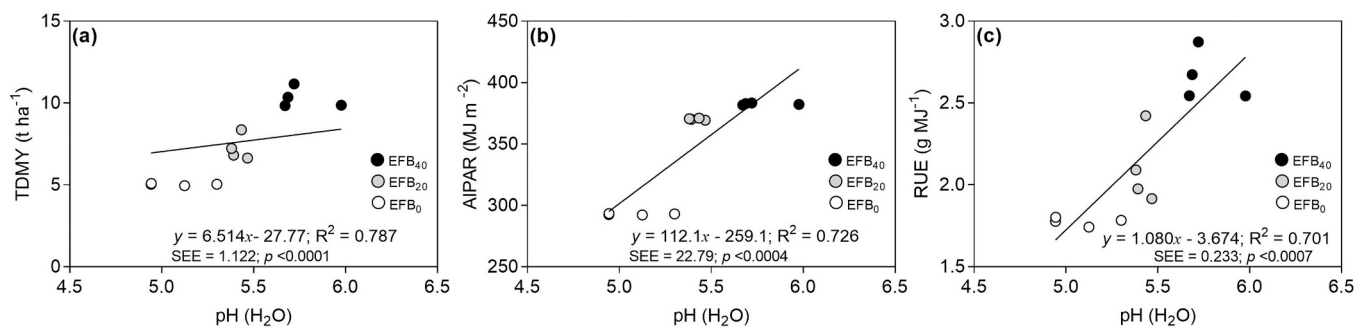 (a)
15
10
5
0
TDMY (t ha⁻¹)
EFB₄₀
EFB₂₀
EFB₀
y = 6.514x - 27.77; R² = 0.787
SEE = 1.122; p <0.0001
4.5 5.0 5.5 6.0 6.5
pH (H₂O)
(b)
450
400
350
300
250
AIPAR (MJ m⁻²)
EFB₄₀
EFB₂₀
EFB₀
y = 112.1x - 259.1; R² = 0.726
SEE = 22.79; p <0.0004
4.5 5.0 5.5 6.0 6.5
pH (H₂O)
(c)
3.0
2.5
2.0
1.5
RUE (g MJ⁻¹)
EFB₄₀
EFB₂₀
EFB₀
y = 1.080x - 3.674; R² = 0.701
SEE = 0.233; p <0.0007
4.5 5.0 5.5 6.0 6.5
pH (H₂O)